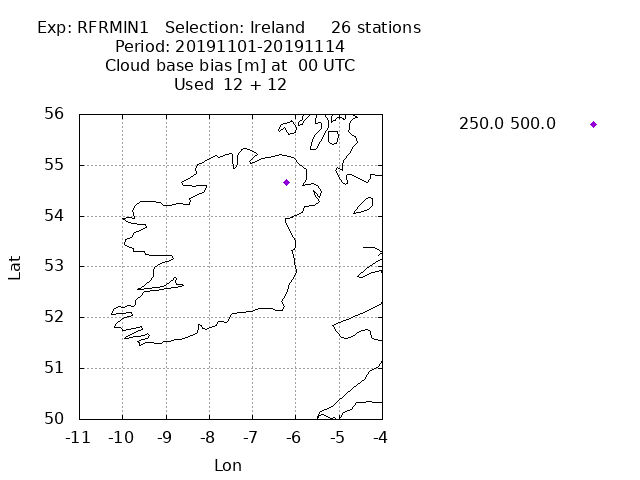 Exp: RFRMIN1   Selection: Ireland     26 stations
Period: 20191101-20191114
Cloud base bias [m] at  00 UTC
Used  12 + 12
250.0 500.0
56
55
54
53
52
51
50
Lat
-11 -10 -9 -8 -7 -6 -5 -4
Lon